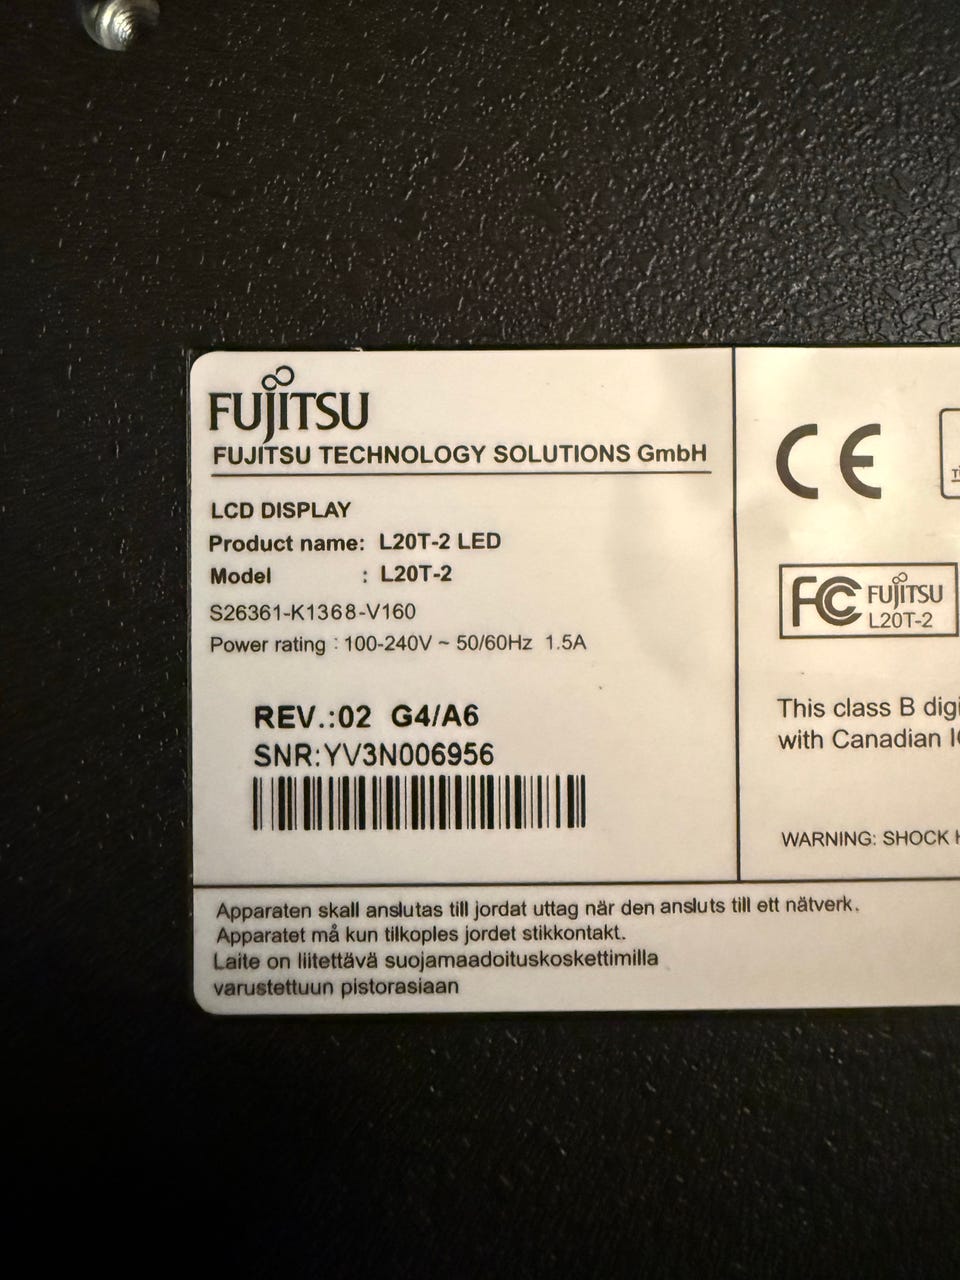 FUJITSU
FUJITSU TECHNOLOGY SOLUTIONS GmbH
LCD DISPLAY
Product name: L20T-2 LED
Model : L20T-2
S26361-K1368-V160
Power rating : 100-240V ~ 50/60Hz 1.5A
REV.:02 G4/A6
SNR:YV3N006956
CE
FC FUJITSU
L20T-2
This class B digi
with Canadian
WARNING: SHOCK
Apparaten skall anslutas till jordat uttag när den ansluts till ett nätverk.
Apparatet må kun tilkoples jordet stikkontakt.
Laite on liitettävä suojamaadoituskoskettimilla
varustettuun pistorasiaan